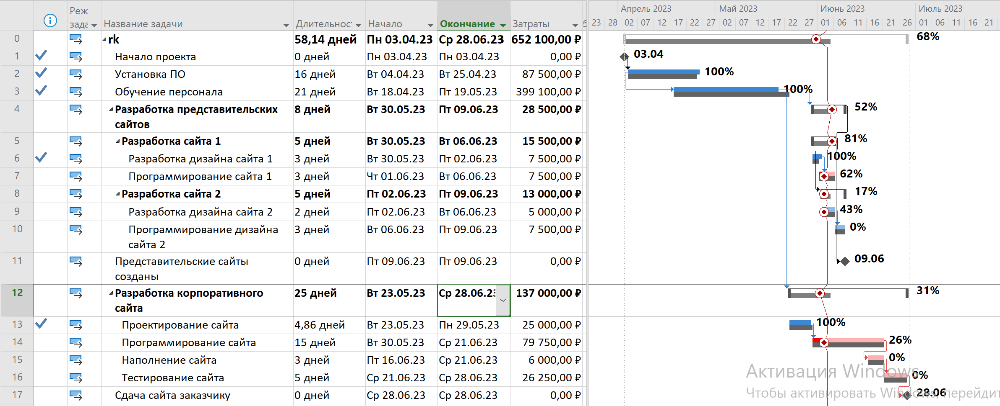 Апрель 2023 Май 2023 Июнь 2023 Июль 2023
Реж
зада Название задачи Длительнос Начало Окончание Затраты
23 28 02 07 12 17 22 27 02 07 12 17 22 27 01 06 11 16 21 26 01 06 11 16 21
0 rk 58,14 дней Пн 03.04.23 Ср 28.06.23 652 100,00 ₽ 68%
1 Начало проекта 0 дней Пн 03.04.23 Пн 03.04.23 0,00 ₽ 03.04
2 Установка ПО 16 дней Вт 04.04.23 Вт 25.04.23 87 500,00 ₽ 100%
3 Обучение персонала 21 дней Вт 18.04.23 Пт 19.05.23 399 100,00 ₽ 100%
4 Разработка представительских 8 дней Вт 30.05.23 Пт 09.06.23 28 500,00 ₽ 52%
сайтов
5 Разработка сайта 1 5 дней Вт 30.05.23 Вт 06.06.23 15 500,00 ₽ 81%
6 Разработка дизайна сайта 1 3 дней Вт 30.05.23 Пт 02.06.23 7 500,00 ₽ 100%
7 Программирование сайта 1 3 дней Чт 01.06.23 Вт 06.06.23 7 500,00 ₽ 62%
8 Разработка сайта 2 5 дней Пт 02.06.23 Пт 09.06.23 13 000,00 ₽ 17%
9 Разработка дизайна сайта 2 2 дней Пт 02.06.23 Вт 06.06.23 5 000,00 ₽ 43%
10 Программирование дизайна 3 дней Вт 06.06.23 Пт 09.06.23 7 500,00 ₽ 0%
сайта 2
11 Представительские сайты 0 дней Пт 09.06.23 Пт 09.06.23 0,00 ₽ 09.06
созданы
12 Разработка корпоративного 25 дней Вт 23.05.23 Ср 28.06.23 137 000,00 ₽ 31%
сайта
13 Проектирование сайта 4,86 дней Вт 23.05.23 Пн 29.05.23 25 000,00 ₽ 100%
14 Программирование сайта 15 дней Вт 30.05.23 Ср 21.06.23 79 750,00 ₽ 26%
15 Наполнение сайта 3 дней Пт 16.06.23 Ср 21.06.23 6 000,00 ₽ 0%
16 Тестирование сайта 5 дней Ср 21.06.23 Ср 28.06.23 26 250,00 ₽ 0%
17 Сдача сайта заказчику 0 дней Ср 28.06.23 Ср 28.06.23 0,00 ₽ 28.06
Активация Windows
Чтобы активировать Windows, перейдит